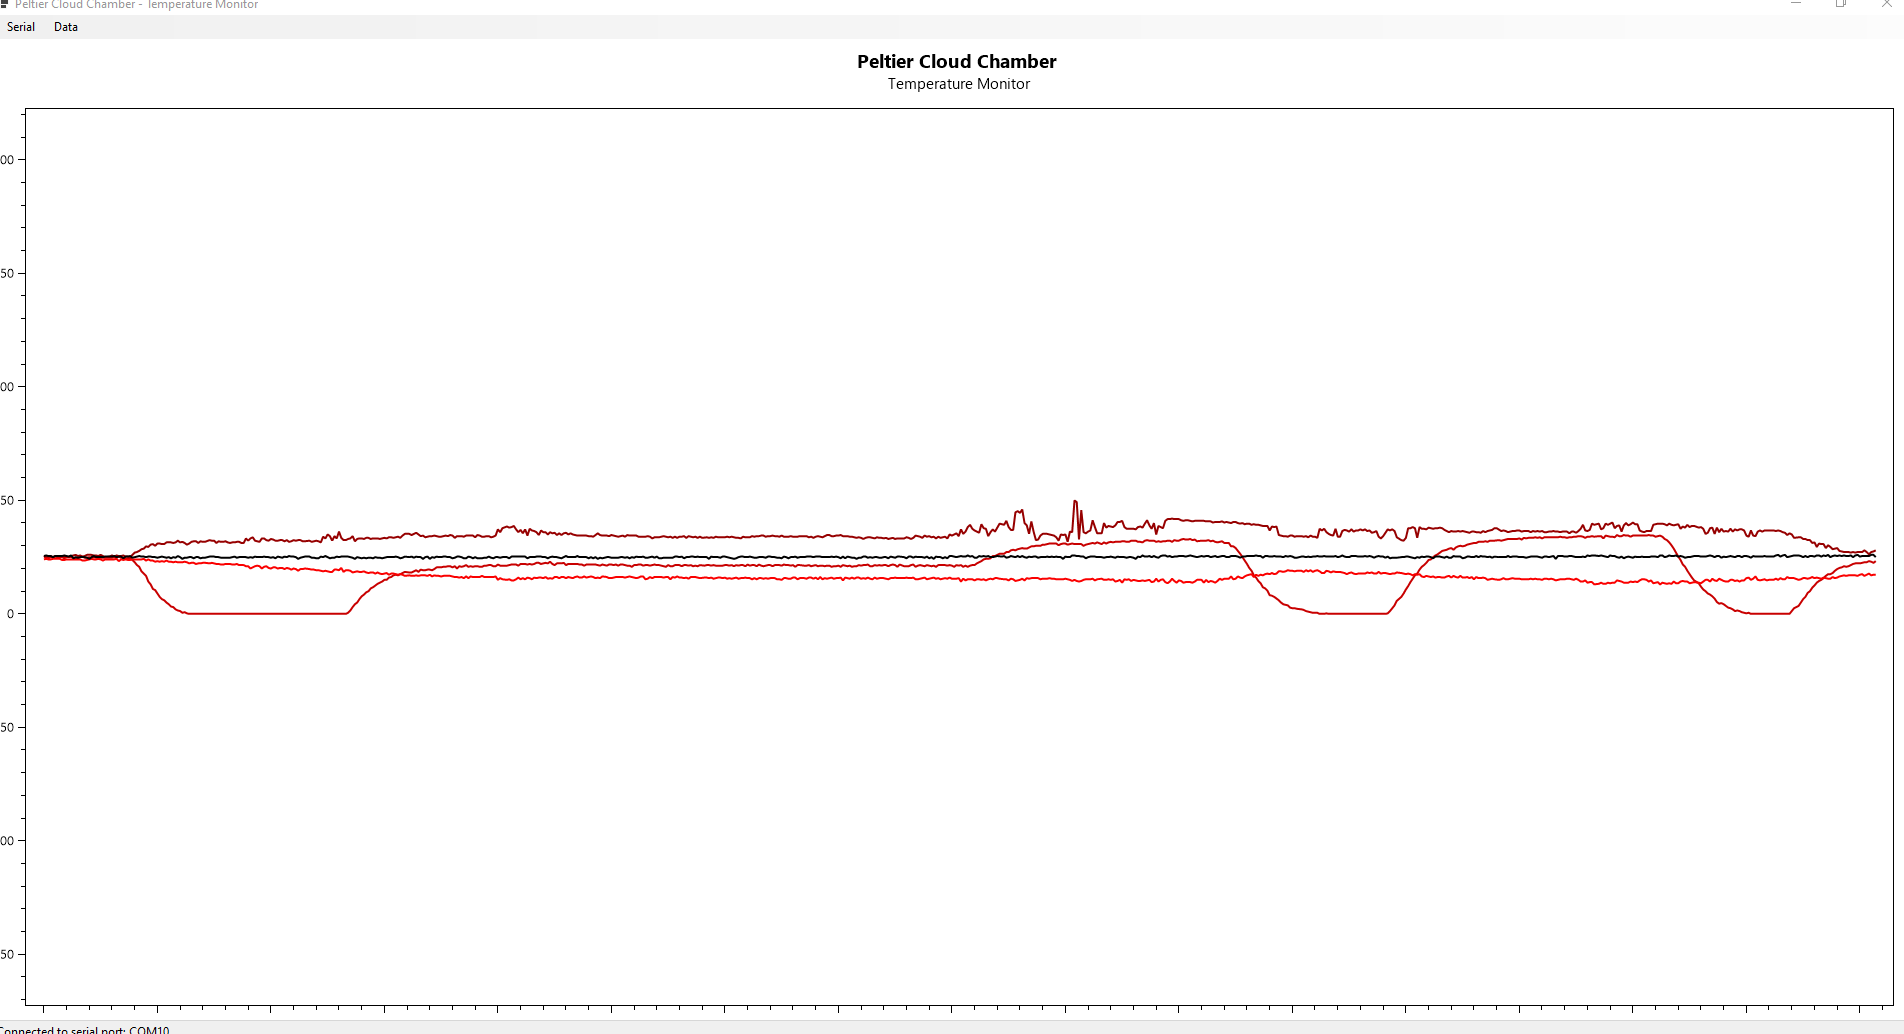 Peltier Cloud Chamber - Temperature Monitor
Serial Data
Peltier Cloud Chamber
Temperature Monitor
00
50
00
50
0
50
00
50
Connected to serial port: COM10